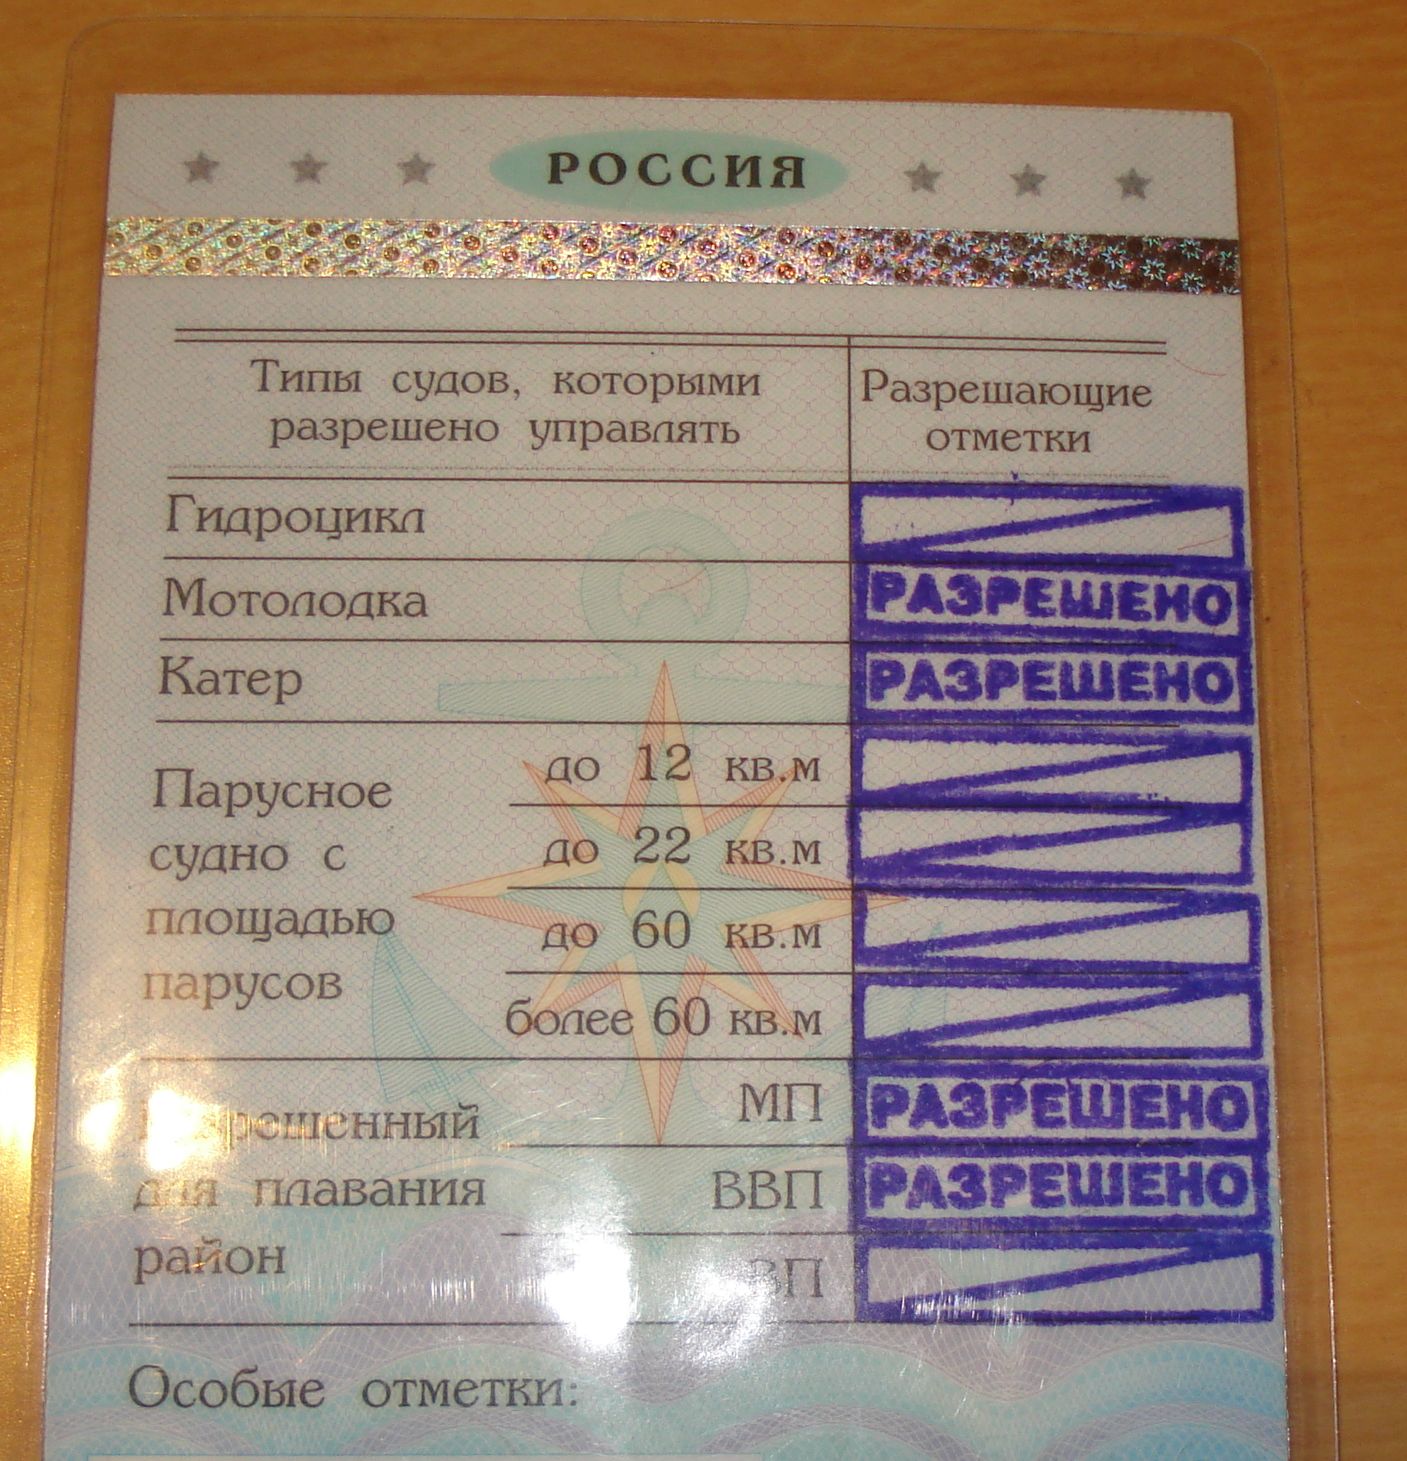 РОССИЯ
Типы судов, которыми
разрешено управлять
Разрешающие
отметки
Гидроцикл
Мотолодка РАЗРЕШЕНО
Катер РАЗРЕШЕНО
Парусное
судно с
площадью
парусов
до 12 кв.м
до 22 кв.м
до 60 кв.м
более 60 кв.м
Разрешенный
для плавания
район
МП РАЗРЕШЕНО
ВВП РАЗРЕШЕНО
ВП
Особые отметки: